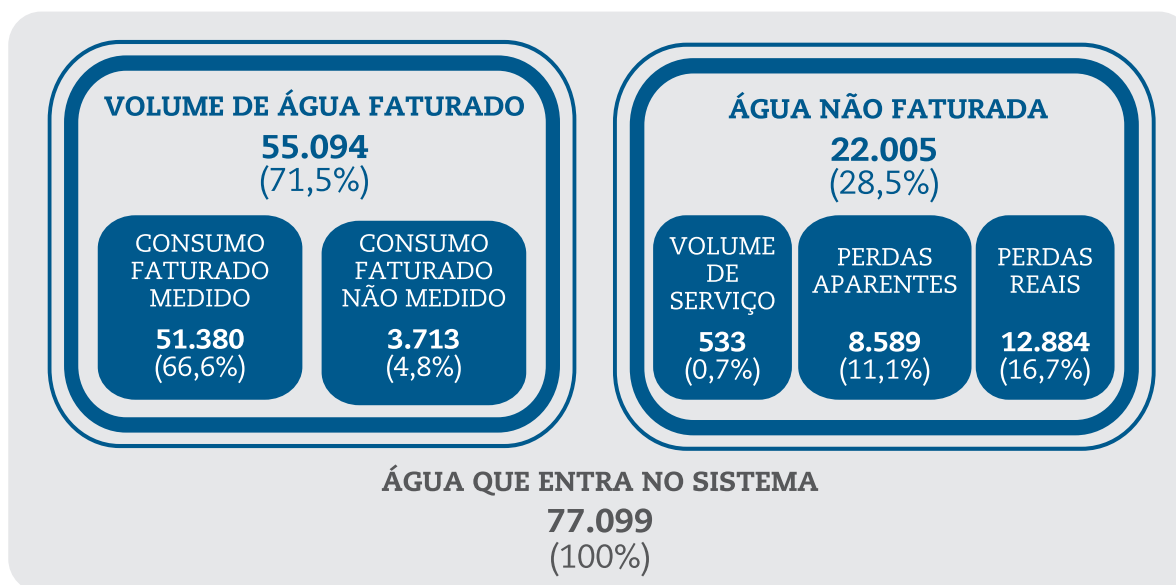 VOLUME DE ÁGUA FATURADO
55.094
(71,5%)
CONSUMO
FATURADO
MEDIDO
51.380
(66,6%)
CONSUMO
FATURADO
NÃO MEDIDO
3.713
(4,8%)
ÁGUA NÃO FATURADA
22.005
(28,5%)
VOLUME
DE
SERVIÇO
533
(0,7%)
PERDAS
APARENTES
8.589
(11,1%)
PERDAS
REAIS
12.884
(16,7%)
ÁGUA QUE ENTRA NO SISTEMA
77.099
(100%)